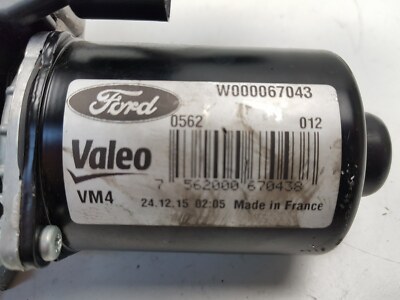 Ford
W000067043
0562 012
Valeo
7 562000 670438
VM4
24.12.15 02:05 Made in France